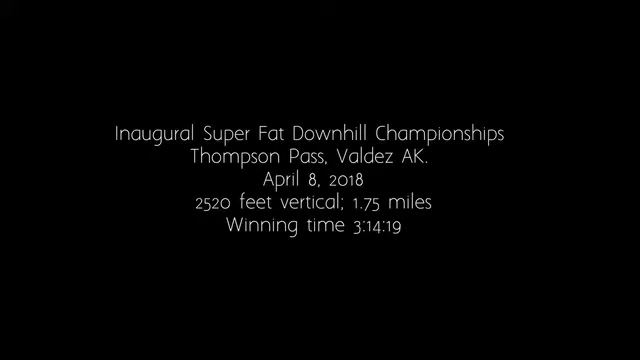 Inaugural Super Fat Downhill Championships
Thompson Pass, Valdez AK.
April 8, 2018
2520 feet vertical; 1.75 miles
Winning time 3:14:19